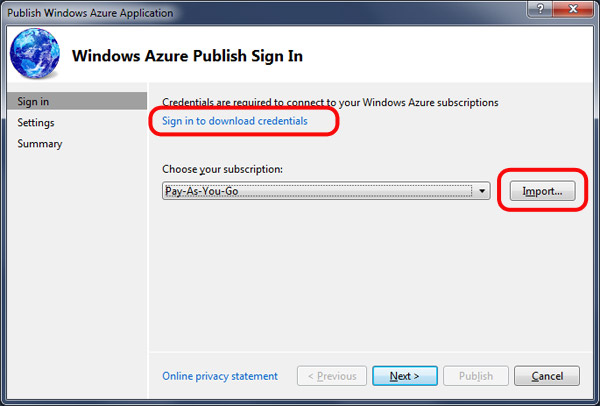 Publish Windows Azure Application
?
Windows Azure Publish Sign In
Sign in
Settings
Summary
Credentials are required to connect to your Windows Azure subscriptions
Sign in to download credentials
Choose your subscription:
Pay-As-You-Go
Import...
Online privacy statement
< Previous
Next >
Publish
Cancel